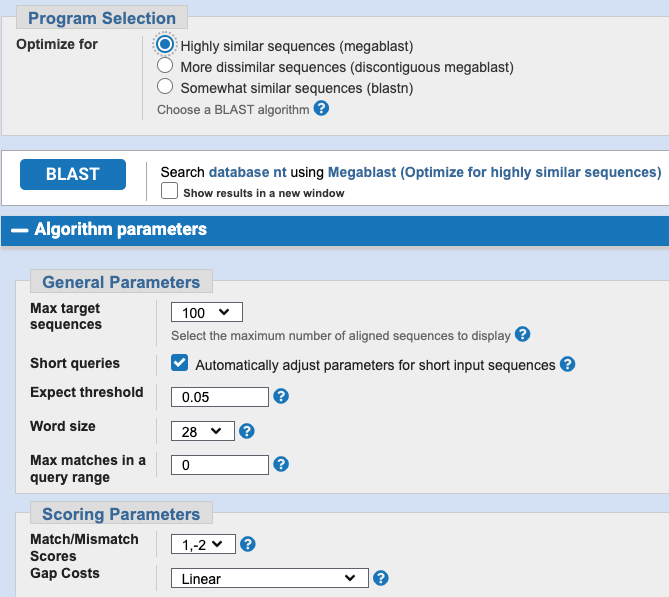 Program Selection
Optimize for
Highly similar sequences (megablast)
More dissimilar sequences (discontiguous megablast)
Somewhat similar sequences (blastn)
Choose a BLAST algorithm ?
BLAST
Search database nt using Megablast (Optimize for highly similar sequences)
Show results in a new window
Algorithm parameters
General Parameters
Max target
sequences
100
Select the maximum number of aligned sequences to display ?
Short queries
Automatically adjust parameters for short input sequences ?
Expect threshold
0.05 ?
Word size
28 ?
Max matches in a
query range
0 ?
Scoring Parameters
Match/Mismatch
Scores
1,-2 ?
Gap Costs
Linear ?